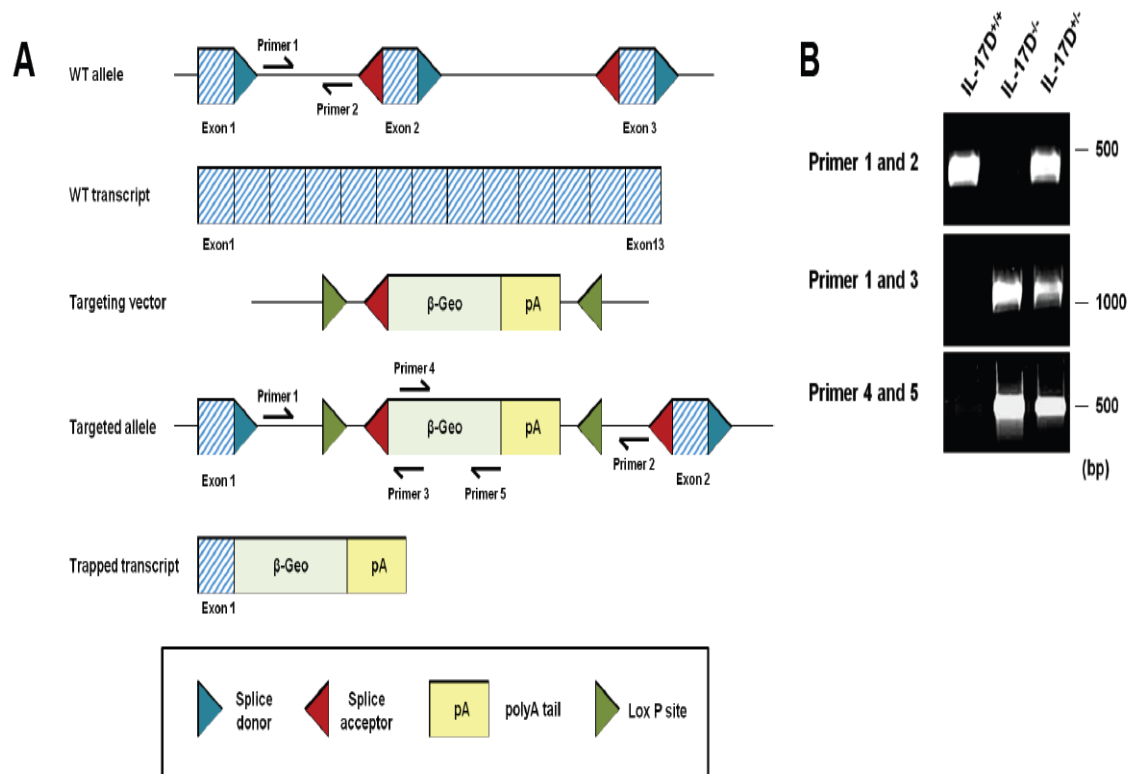 A
WT allele
Primer 1
Primer 2
Exon 1
Exon 2
Exon 3
WT transcript
Exon1
Exon13
Targeting vector
β-Geo
pA
Targeted allele
Primer 1
Primer 4
β-Geo
pA
Primer 3
Primer 5
Primer 2
Exon 1
Exon 2
Trapped transcript
β-Geo
pA
Exon 1
Splice donor
Splice acceptor
pA
polyA tail
Lox P site
B
IL-17D+/+
IL-17D-/-
IL-17D+/-
Primer 1 and 2
500
Primer 1 and 3
1000
Primer 4 and 5
500
(bp)